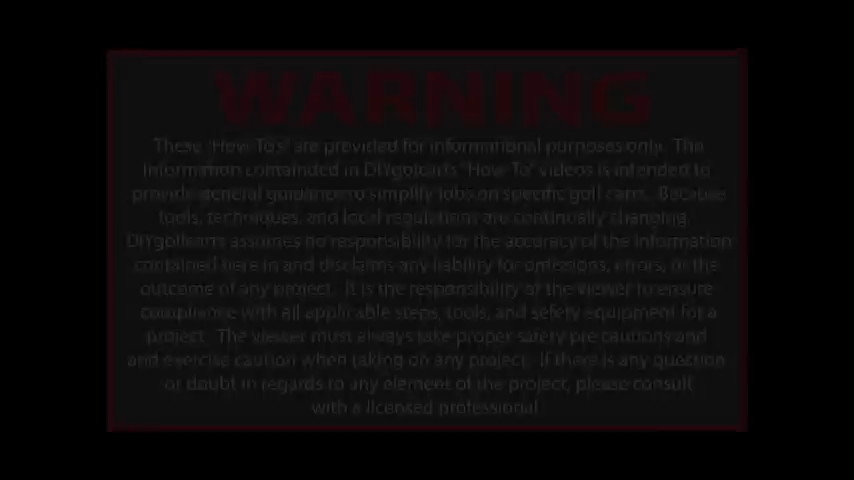 WARNING
These 'How To's' are provided for informational purposes only. The
information containded in DIYgolcart's 'How To' videos is intended to
provide general guidance to simplify jobs on specific golf carts. Because
tools, techniques, and local regulations are continually changing,
DIYgolfcarts assumes no responsibility for the accuracy of the information
contained here in and disclaims any liability for omissions, errors, or the
outcome of any project. It is the responsibility of the viewer to ensure
compliance with all applicable steps, tools, and safety equipment for a
project. The viewer must always take proper safety pre cautions and
and exercise caution when taking on any project. If there is any question
or doubt in regards to any element of the project, please consult
with a licensed professional